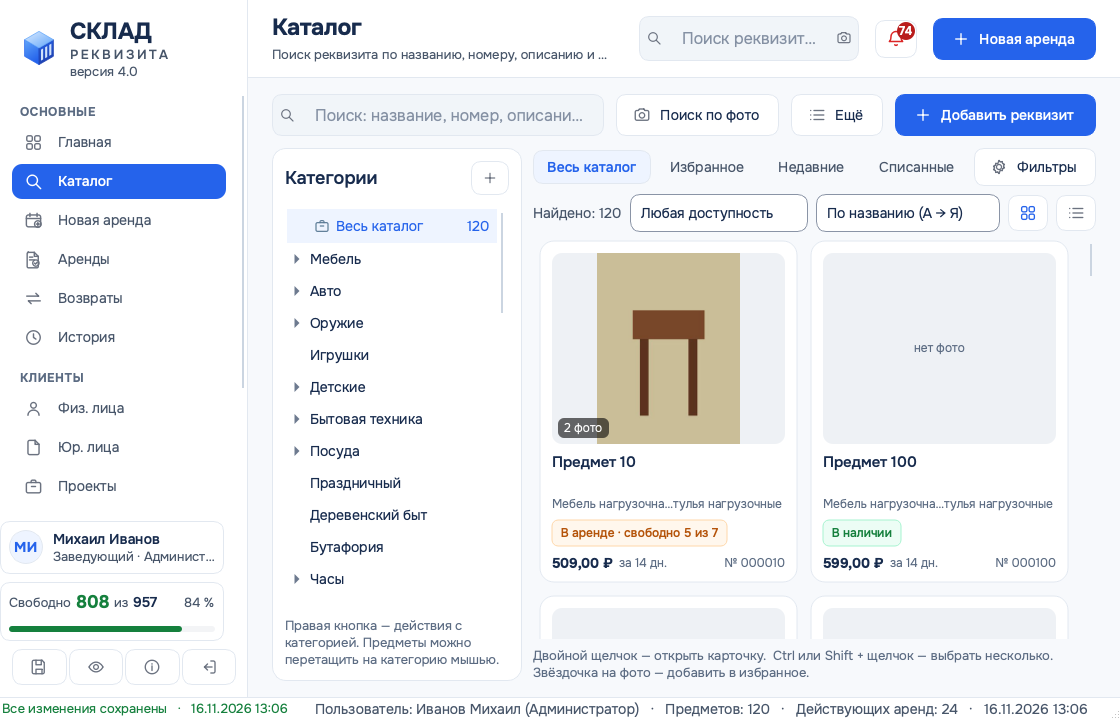 СКЛАД
РЕКВИЗИТА
версия 4.0
ОСНОВНЫЕ
Главная
Каталог
Новая аренда
Аренды
Возвраты
История
КЛИЕНТЫ
Физ. лица
Юр. лица
Проекты
МИ
Михаил Иванов
Заведующий · Админист...
Свободно 808 из 957 84 %
Все изменения сохранены · 16.11.2026 13:06
Каталог
Поиск реквизита по названию, номеру, описанию и ...
Поиск реквизит...
74
Новая аренда
Поиск: название, номер, описани...
Поиск по фото
Ещё
Добавить реквизит
Категории
Весь каталог 120
Мебель
Авто
Оружие
Игрушки
Детские
Бытовая техника
Посуда
Праздничный
Деревенский быт
Бутафория
Часы
Правая кнопка — действия с
категорией. Предметы можно
перетащить на категорию мышью.
Весь каталог
Избранное
Недавние
Списанные
Фильтры
Найдено: 120
Любая доступность
По названию (А → Я)
2 фото
Предмет 10
Мебель нагрузочна...тулья нагрузочные
В аренде · свободно 5 из 7
509,00 ₽ за 14 дн. № 000010
нет фото
Предмет 100
Мебель нагрузочна...тулья нагрузочные
В наличии
599,00 ₽ за 14 дн. № 000100
Двойной щелчок — открыть карточку. Ctrl или Shift + щелчок — выбрать несколько.
Звёздочка на фото — добавить в избранное.
Пользователь: Иванов Михаил (Администратор) · Предметов: 120 · Действующих аренд: 24 · 16.11.2026 13:06